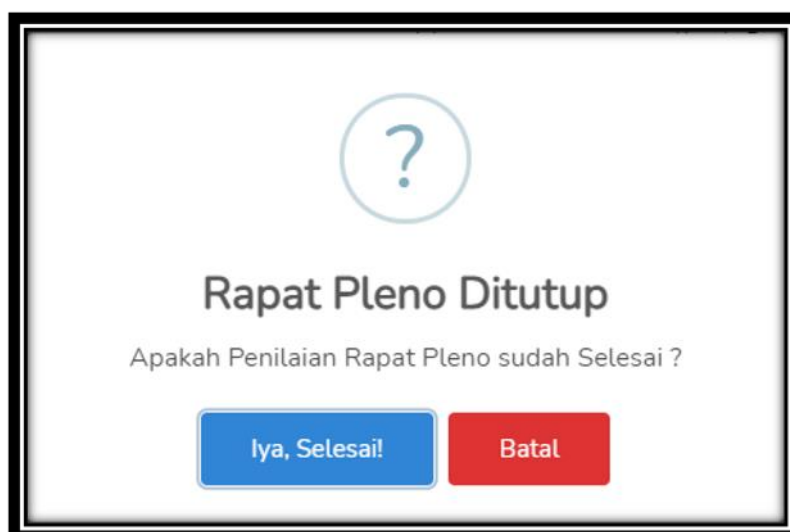 ?
Rapat Pleno Ditutup
Apakah Penilaian Rapat Pleno sudah Selesai ?
Iya, Selesai!
Batal